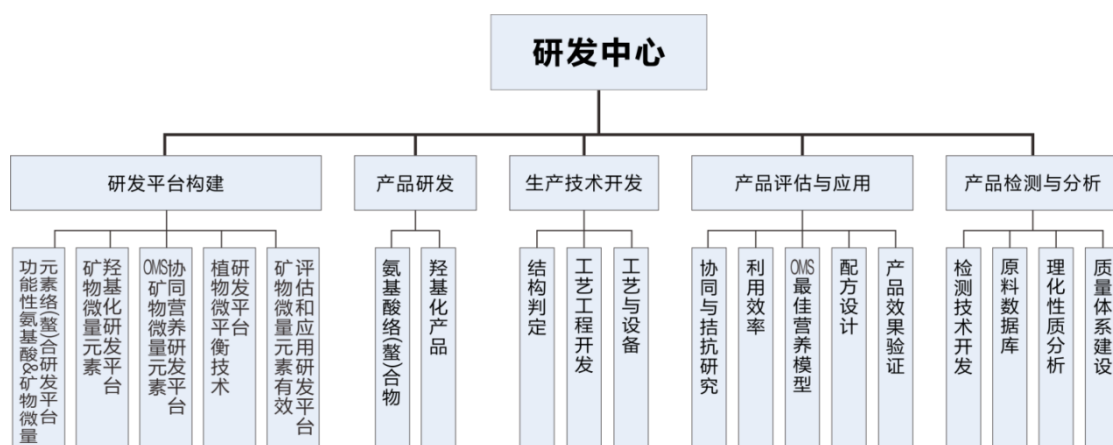 研发中心
研发平台构建
产品研发
生产技术开发
产品评估与应用
产品检测与分析
功能性氨基酸&矿物微量
元素络(螯)合研发平台
矿物微量元素
羟基化研发平台
OMS矿物微量元素
协同营养研发平台
植物微平衡技术
研发平台
矿物微量元素有效
评估和应用研发平台
氨基酸络(螯)合物
羟基化产品
结构判定
工艺工程开发
工艺与设备
协同与拮抗研究
利用效率
OMS最佳营养模型
配方设计
产品效果验证
检测技术开发
原料数据库
理化性质分析
质量体系建设